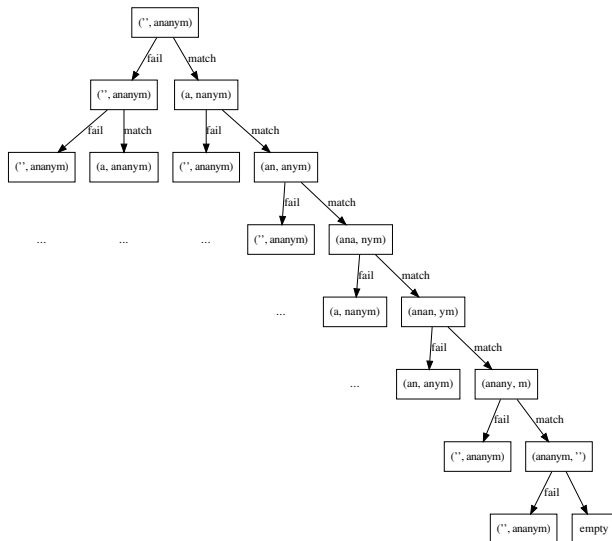 (’’, ananym)
fail match
(’’, ananym) (a, nanym)
fail match fail match
(’’, ananym) (a, ananym) (’’, ananym) (an, anym)
fail match
... ... ... (’’, ananym) (ana, nym)
fail match
... (a, nanym) (anan, ym)
fail match
... (an, anym) (anany, m)
fail match
(’’, ananym) (ananym, ’’)
fail
(’’, ananym) empty